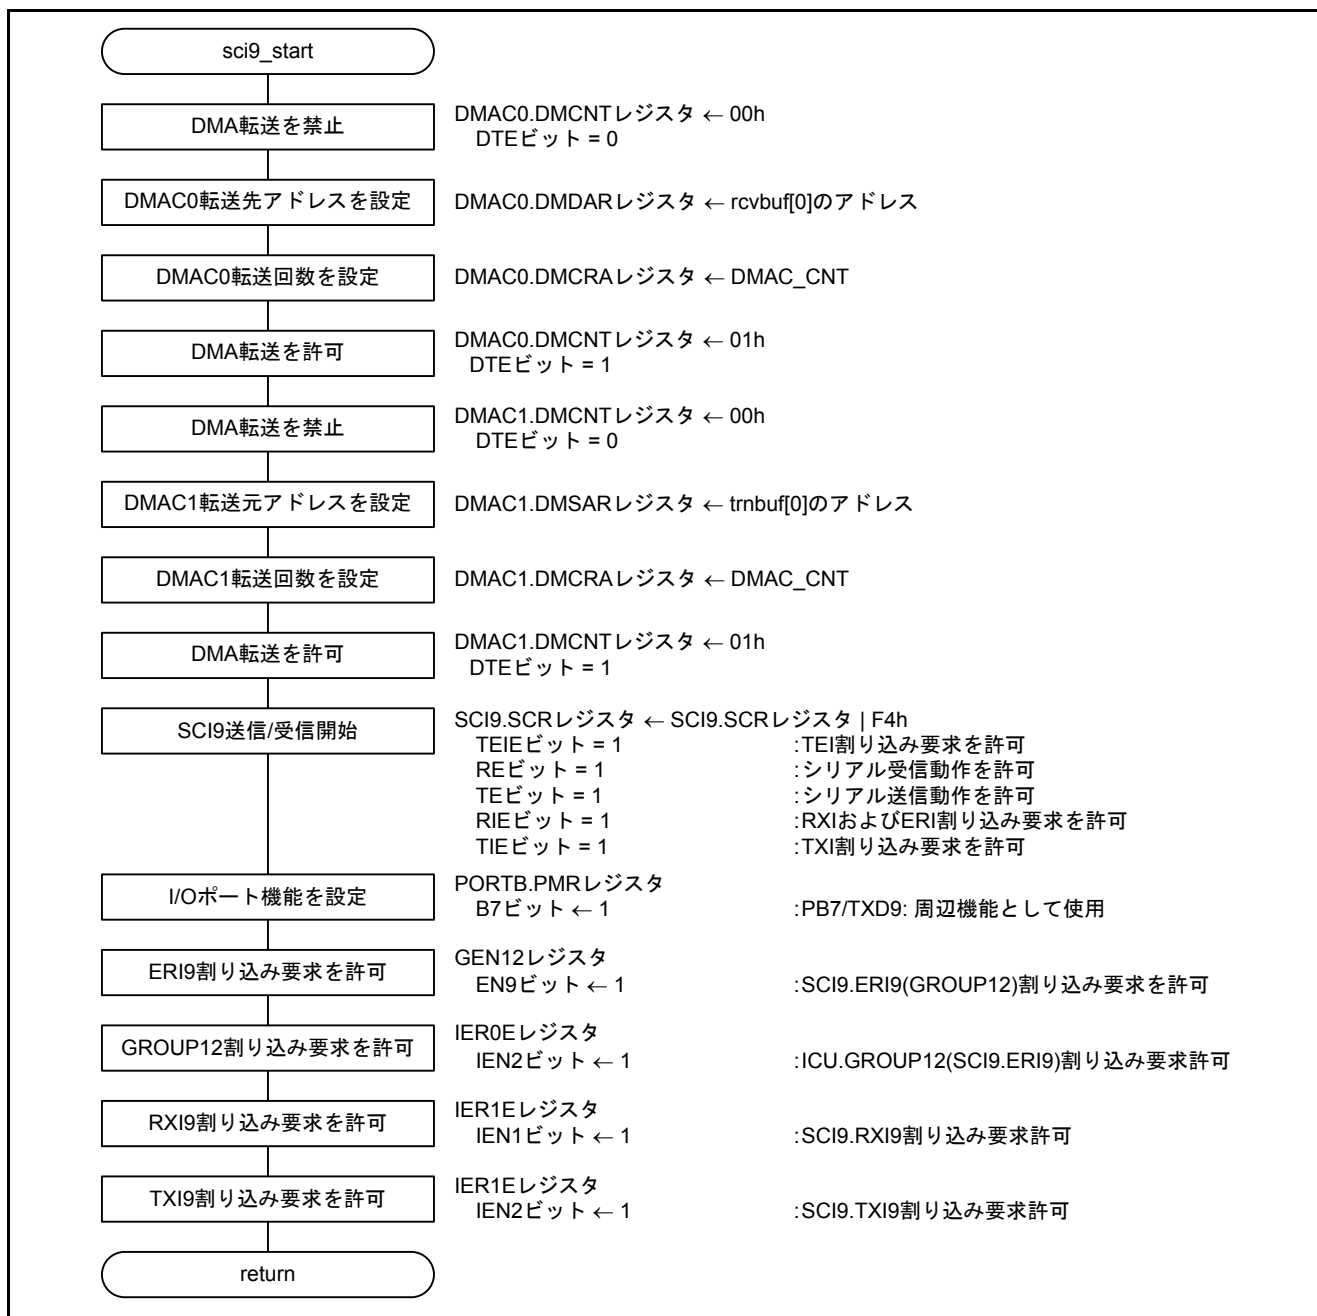 sci9_start
DMA転送を禁止
DMAC0.DMCNTレジスタ ← 00h
DTEビット = 0
DMAC0転送先アドレスを設定
DMAC0.DMDARレジスタ ← rcvbuf[0]のアドレス
DMAC0転送回数を設定
DMAC0.DMCRAレジスタ ← DMAC_CNT
DMA転送を許可
DMAC0.DMCNTレジスタ ← 01h
DTEビット = 1
DMA転送を禁止
DMAC1.DMCNTレジスタ ← 00h
DTEビット = 0
DMAC1転送元アドレスを設定
DMAC1.DMSARレジスタ ← trnbuf[0]のアドレス
DMAC1転送回数を設定
DMAC1.DMCRAレジスタ ← DMAC_CNT
DMA転送を許可
DMAC1.DMCNTレジスタ ← 01h
DTEビット = 1
SCI9送信/受信開始
SCI9.SCRレジスタ ← SCI9.SCRレジスタ | F4h
TEIEビット = 1 :TEI割り込み要求を許可
REビット = 1 :シリアル受信動作を許可
TEビット = 1 :シリアル送信動作を許可
RIEビット = 1 :RXIおよびERI割り込み要求を許可
TIEビット = 1 :TXI割り込み要求を許可
I/Oポート機能を設定
PORTB.PMRレジスタ
B7ビット ← 1 :PB7/TXD9: 周辺機能として使用
ERI9割り込み要求を許可
GEN12レジスタ
EN9ビット ← 1 :SCI9.ERI9(GROUP12)割り込み要求を許可
GROUP12割り込み要求を許可
IER0Eレジスタ
IEN2ビット ← 1 :ICU.GROUP12(SCI9.ERI9)割り込み要求許可
RXI9割り込み要求を許可
IER1Eレジスタ
IEN1ビット ← 1 :SCI9.RXI9割り込み要求許可
TXI9割り込み要求を許可
IER1Eレジスタ
IEN2ビット ← 1 :SCI9.TXI9割り込み要求許可
return